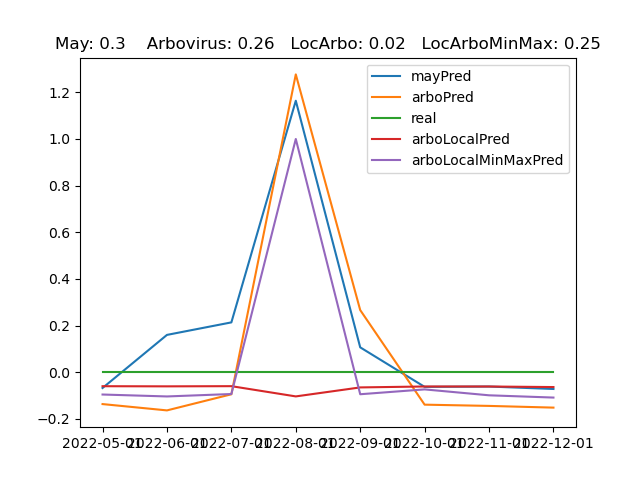 May: 0.3    Arbovirus: 0.26   LocArbo: 0.02   LocArboMinMax: 0.25
mayPred
arboPred
real
arboLocalPred
arboLocalMinMaxPred
1.2
1.0
0.8
0.6
0.4
0.2
0.0
−0.2
2022-05-01 2022-06-01 2022-07-01 2022-08-01 2022-09-01 2022-10-01 2022-11-01 2022-12-01